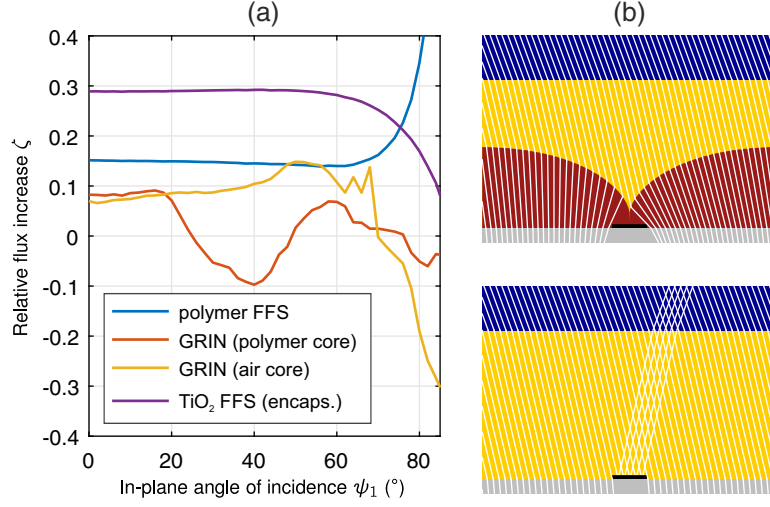 (a)
(b)
Relative flux increase ζ
0.4
0.3
0.2
0.1
0
-0.1
-0.2
-0.3
-0.4
polymer FFS
GRIN (polymer core)
GRIN (air core)
TiO₂ FFS (encaps.)
0 20 40 60 80
In-plane angle of incidence ψ₁ (°)